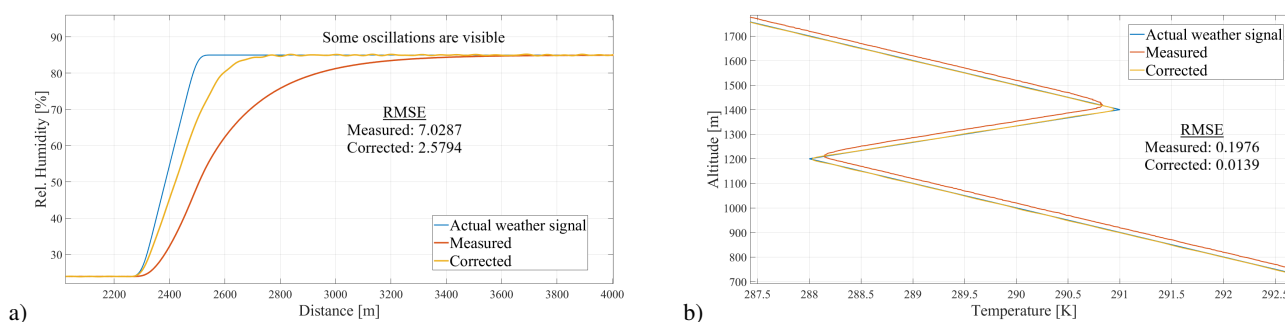 a)
Some oscillations are visible
RMSE
Measured: 7.0287
Corrected: 2.5794
Actual weather signal
Measured
Corrected
Rel. Humidity [%]
90
80
70
60
50
40
30
2200 2400 2600 2800 3000 3200 3400 3600 3800 4000
Distance [m]
b)
Actual weather signal
Measured
Corrected
RMSE
Measured: 0.1976
Corrected: 0.0139
Altitude [m]
1700
1600
1500
1400
1300
1200
1100
1000
900
800
700
287.5 288 288.5 289 289.5 290 290.5 291 291.5 292 292.5
Temperature [K]